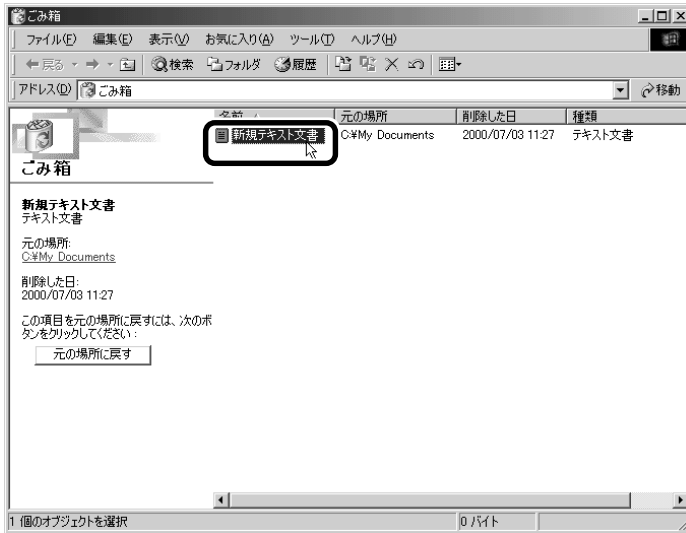 ごみ箱
ファイル(F) 編集(E) 表示(V) お気に入り(A) ツール(T) ヘルプ(H)
戻る 検索 フォルダ 履歴
アドレス(D) ごみ箱 移動
名前 元の場所 削除した日 種類
新規テキスト文書 C:¥My Documents 2000/07/03 11:27 テキスト文書
ごみ箱
新規テキスト文書
テキスト文書
元の場所:
C:¥My Documents
削除した日:
2000/07/03 11:27
この項目を元の場所に戻すには、次のボ
タンをクリックしてください:
元の場所に戻す
1 個のオブジェクトを選択 0 バイト